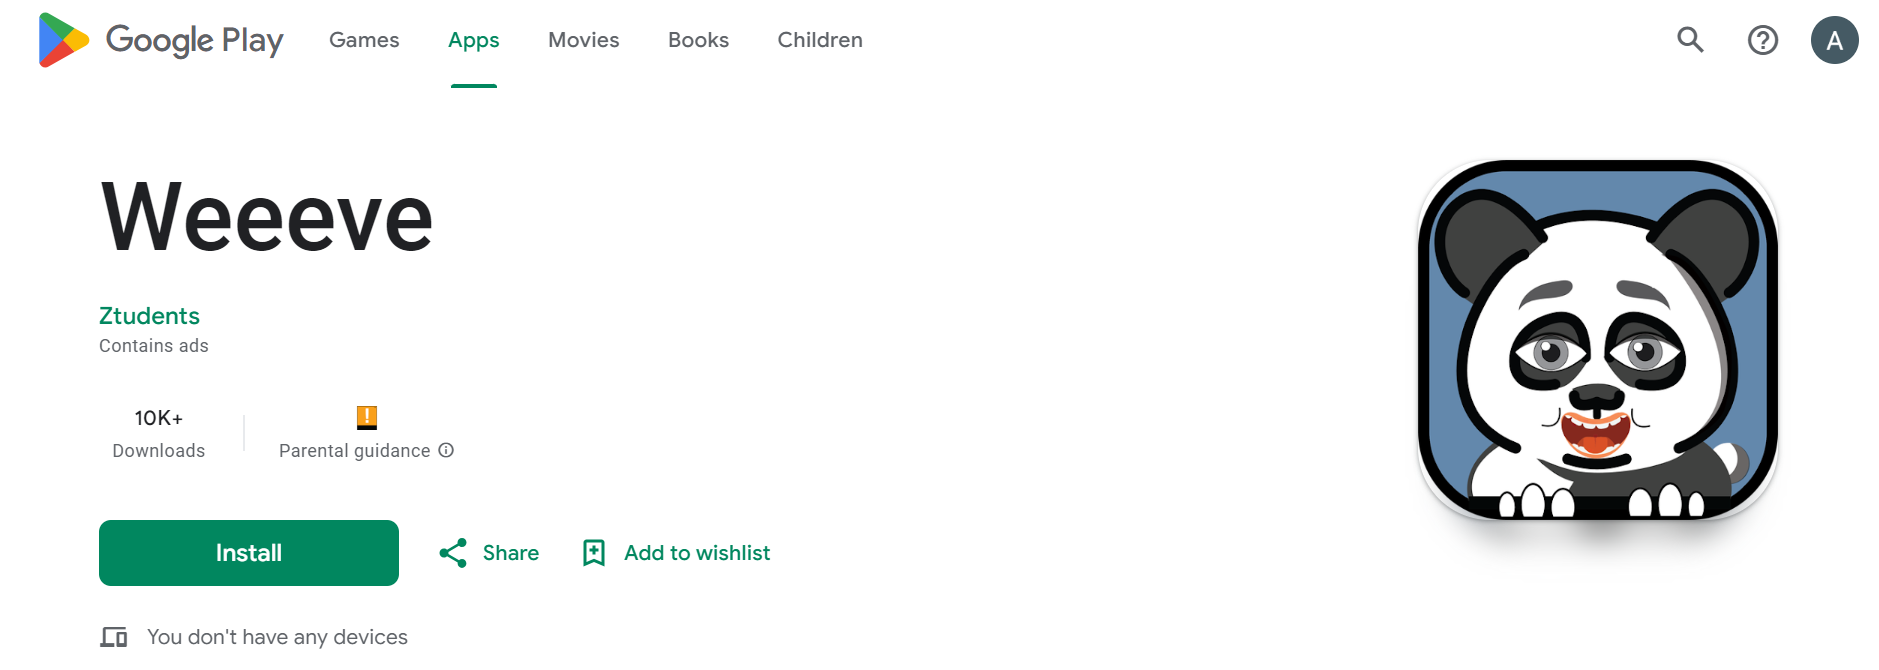 Google Play Games Apps Movies Books Children A
Weeeve
Ztudents
Contains ads
10K+
Downloads
Parental guidance
Install Share Add to wishlist
You don't have any devices